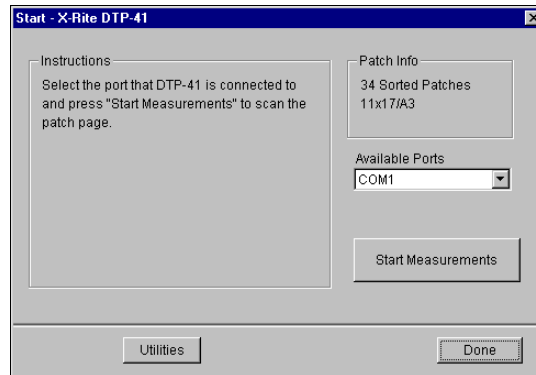 Start - X-Rite DTP-41
Instructions
Select the port that DTP-41 is connected to
and press "Start Measurements" to scan the
patch page.
Patch Info
34 Sorted Patches
11x17/A3
Available Ports
COM1
Start Measurements
Utilities
Done